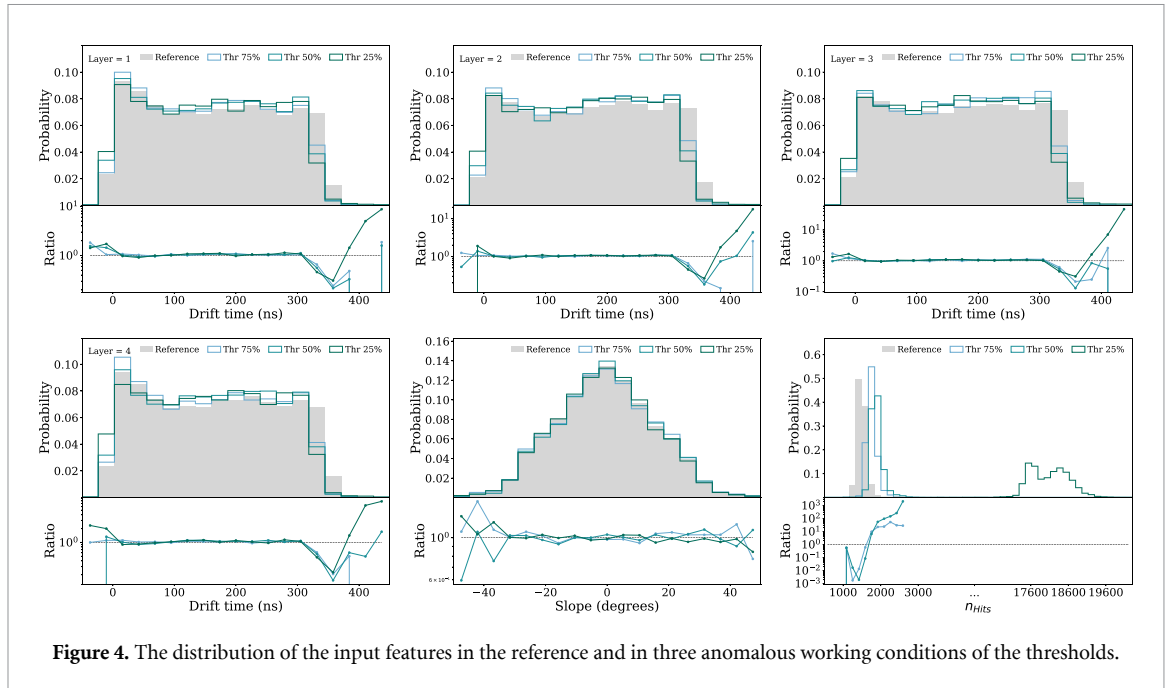 Layer = 1 Reference Thr 75% Thr 50% Thr 25%
Probability
0.10
0.08
0.06
0.04
0.02
Ratio
10¹
10⁰
0 100 200 300 400
Drift time (ns)
Layer = 2 Reference Thr 75% Thr 50% Thr 25%
Probability
0.10
0.08
0.06
0.04
0.02
Ratio
10¹
10⁰
0 100 200 300 400
Drift time (ns)
Layer = 3 Reference Thr 75% Thr 50% Thr 25%
Probability
0.10
0.08
0.06
0.04
0.02
Ratio
10¹
10⁰
10⁻¹
0 100 200 300 400
Drift time (ns)
Layer = 4 Reference Thr 75% Thr 50% Thr 25%
Probability
0.10
0.08
0.06
0.04
0.02
Ratio
10⁰
0 100 200 300 400
Drift time (ns)
Reference Thr 75% Thr 50% Thr 25%
Probability
0.16
0.14
0.12
0.10
0.08
0.06
0.04
0.02
Ratio
10⁰
6 × 10⁻¹
−40 −20 0 20 40
Slope (degrees)
Reference Thr 75% Thr 50% Thr 25%
Probability
0.6
0.5
0.4
0.3
0.2
0.1
Ratio
10³
10²
10¹
10⁰
10⁻¹
10⁻²
10⁻³
1000 2000 3000 ... 17600 18600 19600
nHits
Figure 4. The distribution of the input features in the reference and in three anomalous working conditions of the thresholds.